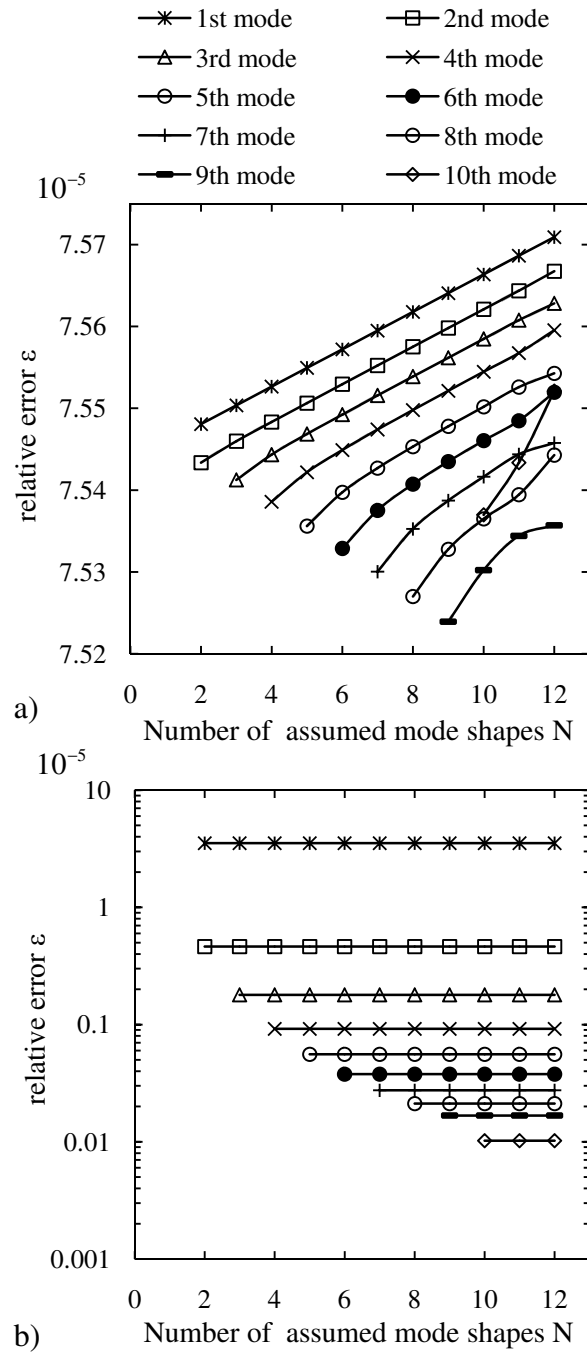 1st mode 2nd mode
3rd mode 4th mode
5th mode 6th mode
7th mode 8th mode
9th mode 10th mode
10⁻⁵
7.57
7.56
7.55
7.54
7.53
7.52
relative error ε
0 2 4 6 8 10 12
a) Number of assumed mode shapes N
10⁻⁵
10
1
0.1
0.01
0.001
relative error ε
0 2 4 6 8 10 12
b) Number of assumed mode shapes N